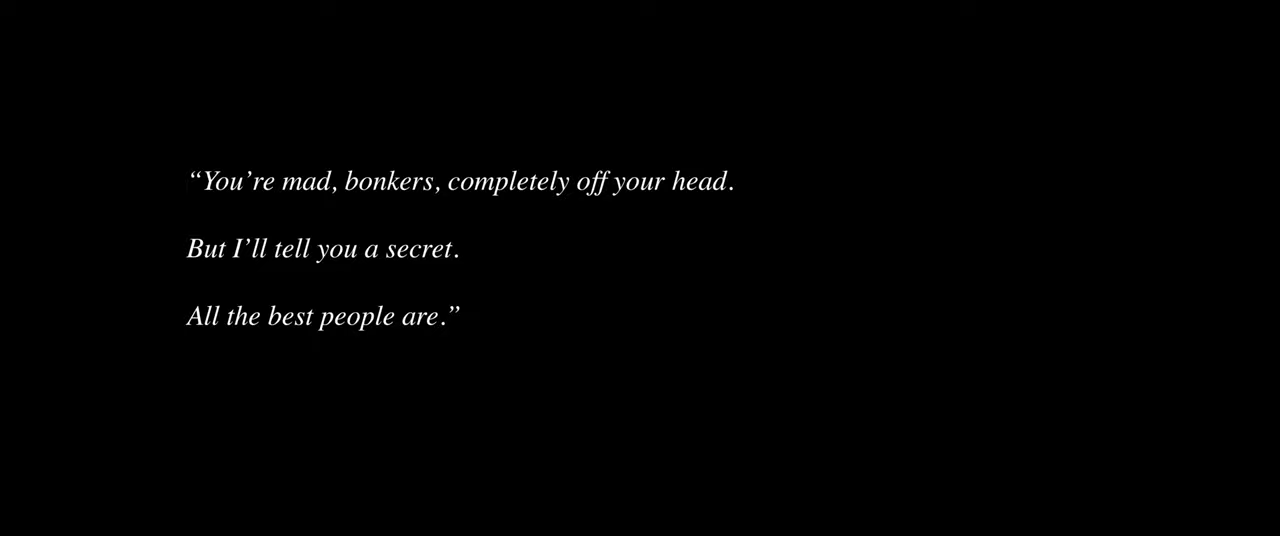 “You’re mad, bonkers, completely off your head.
But I’ll tell you a secret.
All the best people are.”